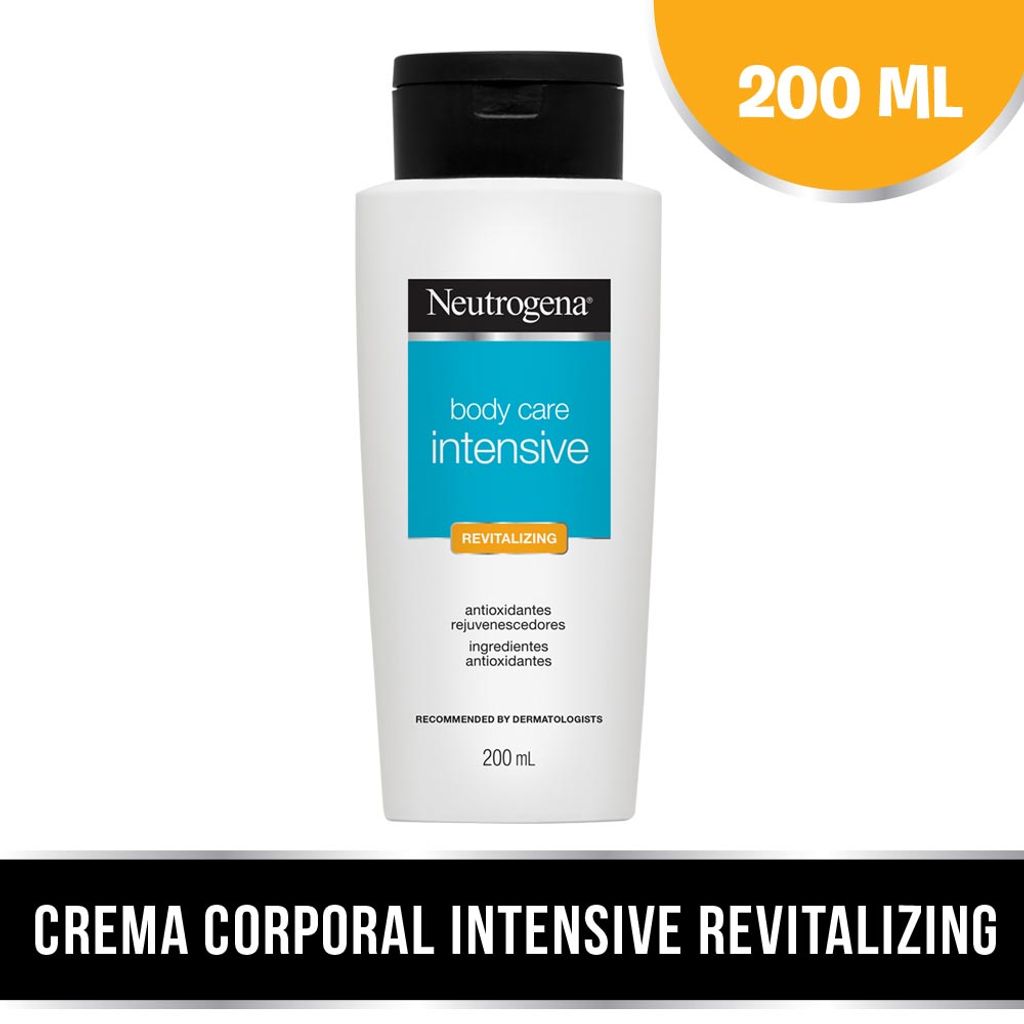 200 ML
Neutrogena®
body care
intensive
REVITALIZING
antioxidantes
rejuvenescedores
ingredientes
antioxidantes
RECOMMENDED BY DERMATOLOGISTS
200 mL
CREMA CORPORAL INTENSIVE REVITALIZING